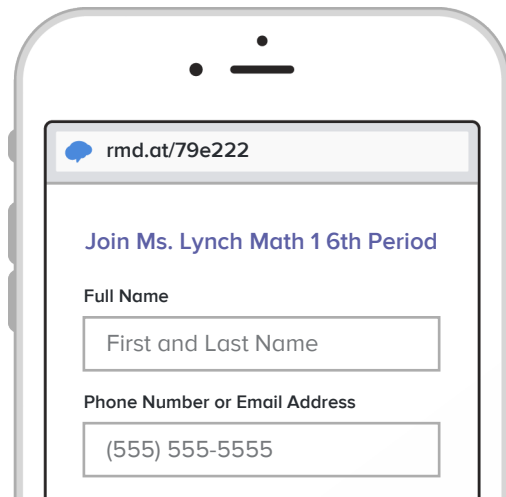 rmd.at/79e222
Join Ms. Lynch Math 1 6th Period
Full Name
First and Last Name
Phone Number or Email Address
(555) 555-5555